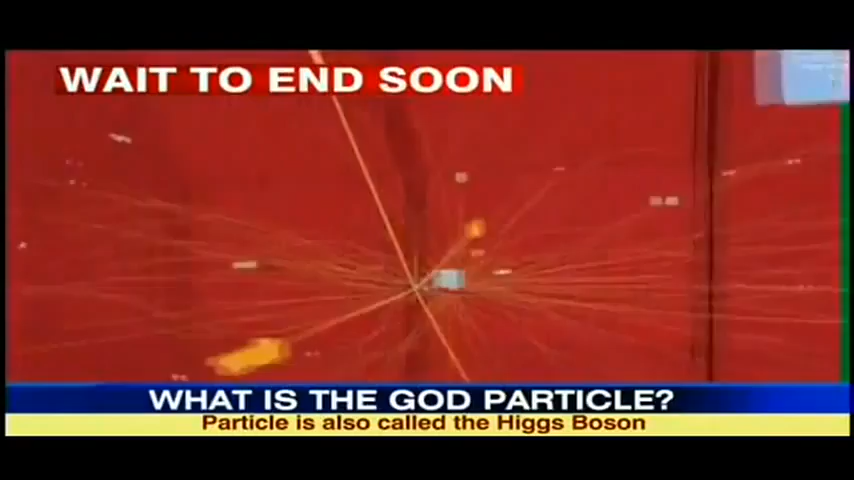 WAIT TO END SOON
WHAT IS THE GOD PARTICLE?
Particle is also called the Higgs Boson